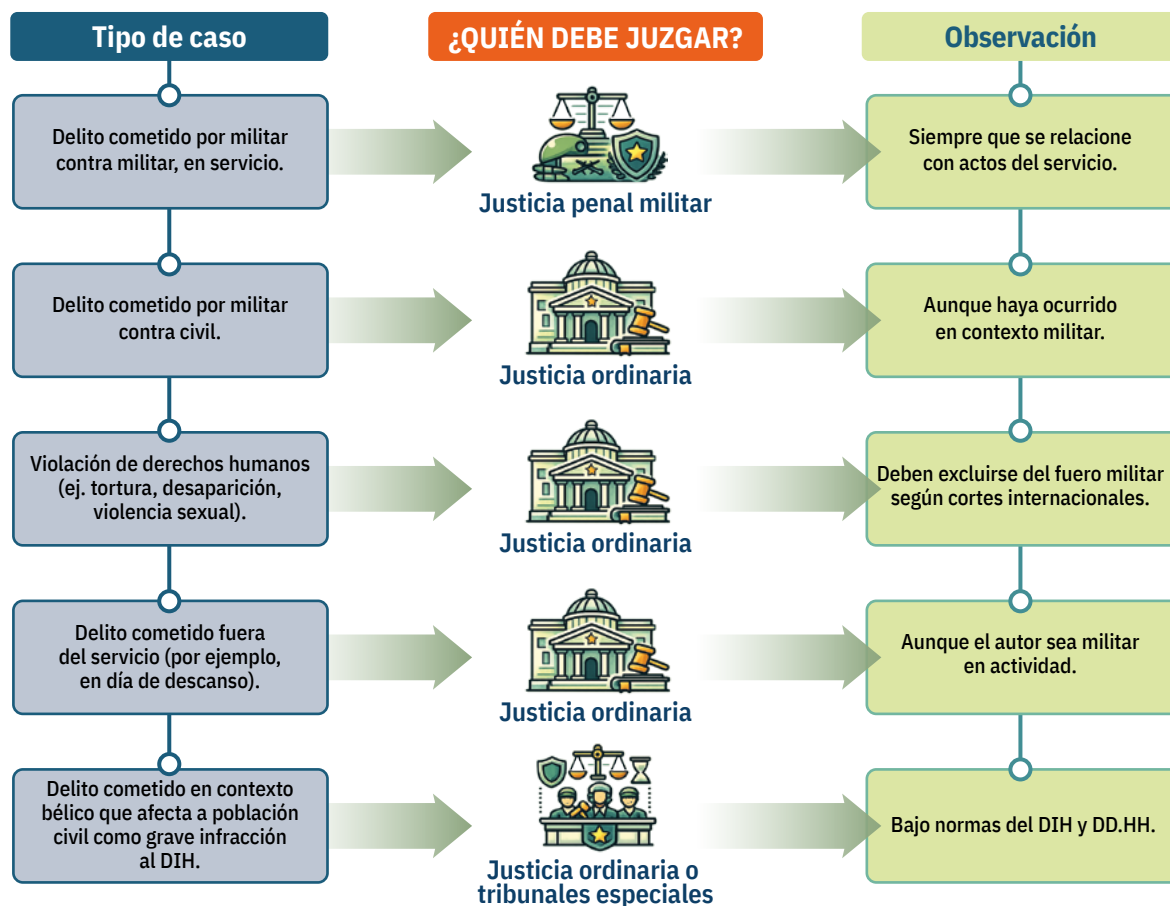 Tipo de caso
¿QUIÉN DEBE JUZGAR?
Observación
Delito cometido por militar
contra militar, en servicio.
Justicia penal militar
Siempre que se relacione
con actos del servicio.
Delito cometido por militar
contra civil.
Justicia ordinaria
Aunque haya ocurrido
en contexto militar.
Violación de derechos humanos
(ej. tortura, desaparición,
violencia sexual).
Justicia ordinaria
Deben excluirse del fuero militar
según cortes internacionales.
Delito cometido fuera
del servicio (por ejemplo,
en día de descanso).
Justicia ordinaria
Aunque el autor sea militar
en actividad.
Delito cometido en contexto
bélico que afecta a población
civil como grave infracción
al DIH.
Justicia ordinaria o
tribunales especiales
Bajo normas del DIH y DD.HH.